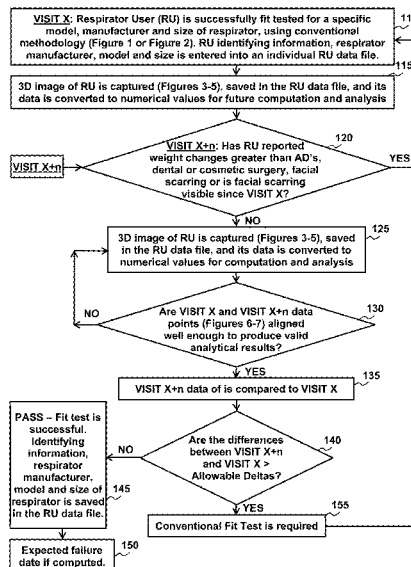 VISIT X: Respirator User (RU) is successfully fit tested for a specific
model, manufacturer and size of respirator, using conventional
methodology (Figure 1 or Figure 2). RU identifying information, respirator
manufacturer, model and size is entered into an individual RU data file.
11
115
3D image of RU is captured (Figures 3-5), saved in the RU data file, and its
data is converted to numerical values for future computation and analysis
120
VISIT X+n: Has RU reported
weight changes greater than AD's,
dental or cosmetic surgery, facial
scarring or is facial scarring
visible since VISIT X?
VISIT X+n
YES
NO
125
3D image of RU is captured (Figures 3-5), saved
in the RU data file, and its data is converted to
numerical values for computation and analysis
130
NO
Are VISIT X and VISIT X+n data
points (Figures 6-7) aligned
well enough to produce valid
analytical results?
YES
135
VISIT X+n data of is compared to VISIT X
PASS – Fit test is
successful.
Identifying
information,
respirator
manufacturer,
model and size of
respirator is saved
in the RU data file.
145
NO
140
Are the differences
between VISIT X+n
and VISIT X >
Allowable Deltas?
YES
155
Conventional Fit Test is required
150
Expected failure
date if computed.